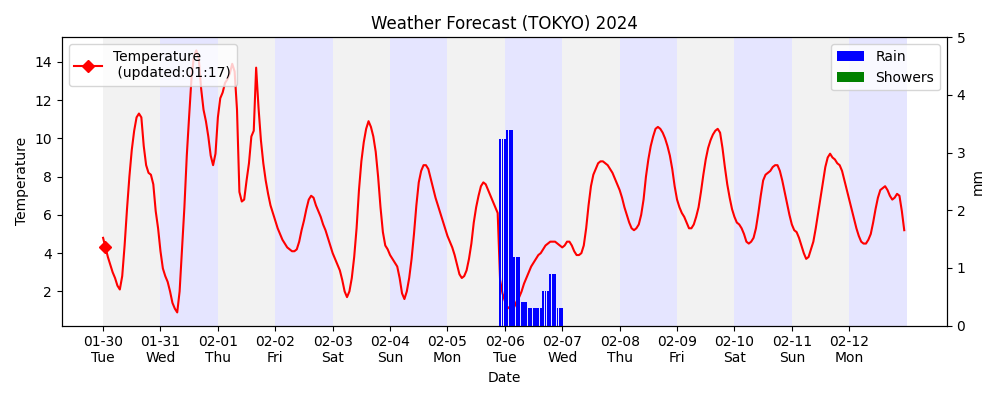 Weather Forecast (TOKYO) 2024
Temperature
(updated:01:17)
Rain
Showers
Temperature
14
12
10
8
6
4
2
5
4
3
2
1
0
mm
01-30 01-31 02-01 02-02 02-03 02-04 02-05 02-06 02-07 02-08 02-09 02-10 02-11 02-12
Tue Wed Thu Fri Sat Sun Mon Tue Wed Thu Fri Sat Sun Mon
Date